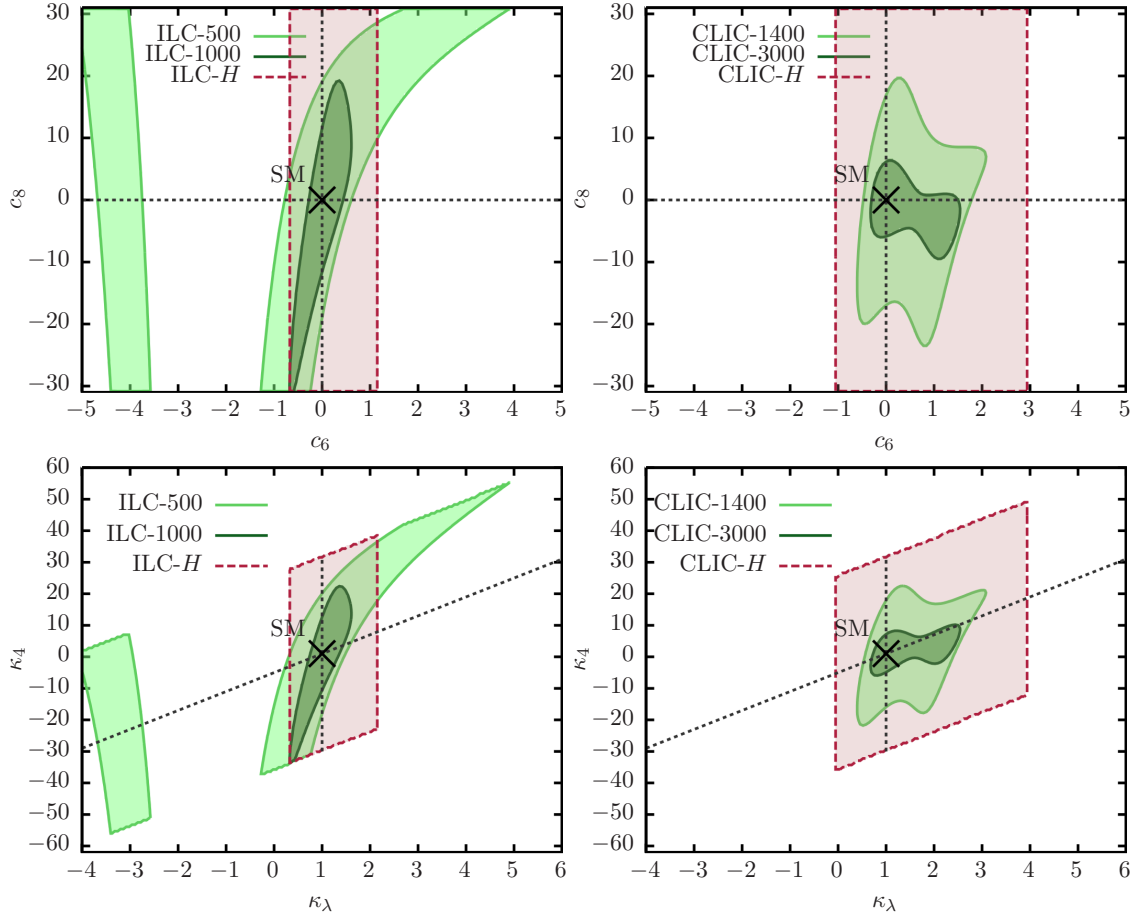 ILC-500
ILC-1000
ILC-H
SM
c₈
30
20
10
0
−10
−20
−30
−5 −4 −3 −2 −1 0 1 2 3 4 5
c₆
CLIC-1400
CLIC-3000
CLIC-H
SM
c₈
30
20
10
0
−10
−20
−30
−5 −4 −3 −2 −1 0 1 2 3 4 5
c₆
ILC-500
ILC-1000
ILC-H
SM
κ₄
60
50
40
30
20
10
0
−10
−20
−30
−40
−50
−60
−4 −3 −2 −1 0 1 2 3 4 5 6
κ_λ
CLIC-1400
CLIC-3000
CLIC-H
SM
κ₄
60
50
40
30
20
10
0
−10
−20
−30
−40
−50
−60
−4 −3 −2 −1 0 1 2 3 4 5 6
κ_λ